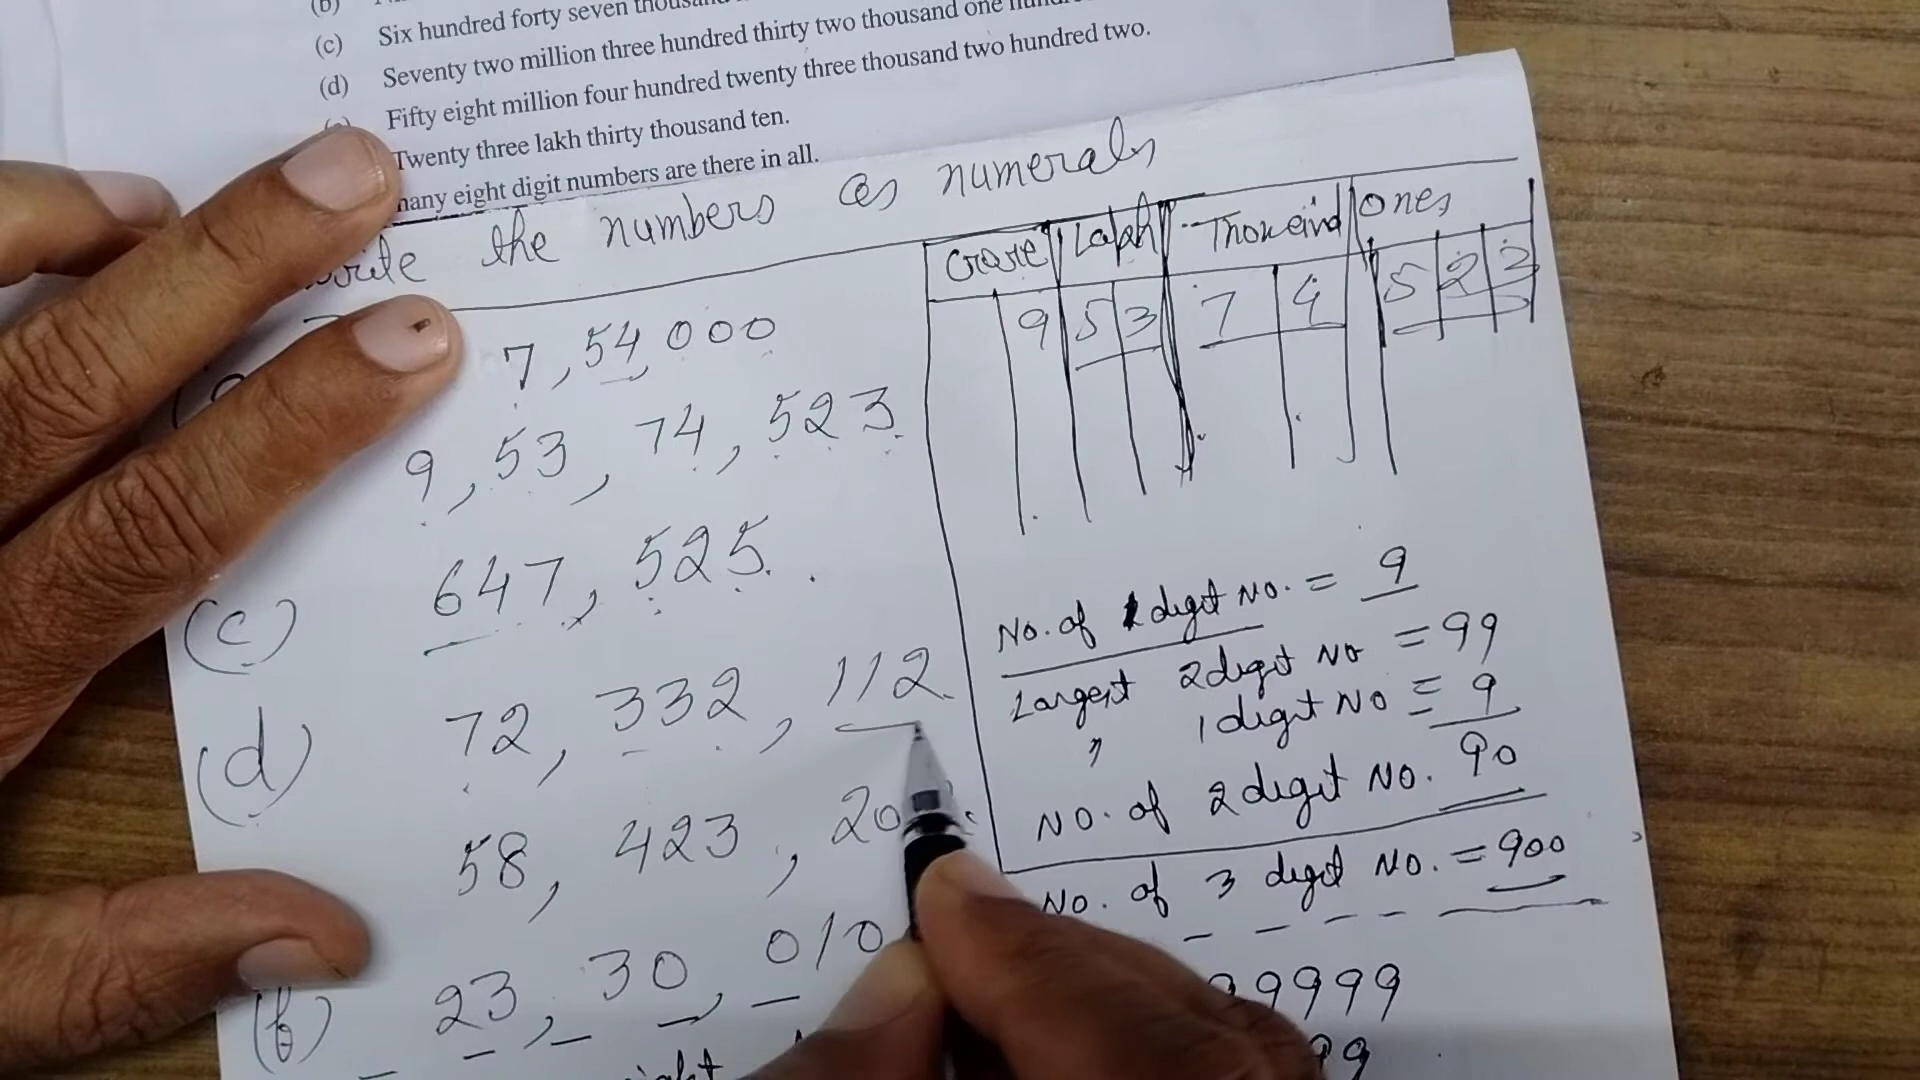 (b)
(c) Six hundred forty seven
(d) Seventy two million three hundred thirty two thousand one
Fifty eight million four hundred twenty three thousand two hundred two.
Twenty three lakh thirty thousand ten.
many eight digit numbers are there in all.
write the numbers as numerals
7,54,000
9,53,74,523
(c) 647,525.
(d) 72,332,112
58,423,20
(f) 23,30,010
Crore Lakh Thousand Ones
9 5 3 7 4 5 2 3
No. of 1 digit No. = 9
Largest 2 digit No = 99
" 1 digit No = 9
No. of 2 digit No. 90
No. of 3 digit No. = 900
99999
99